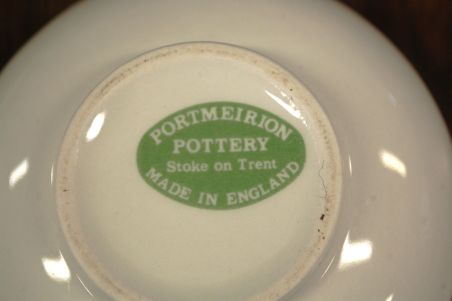 PORTMEIRION
POTTERY
Stoke on Trent
MADE IN ENGLAND